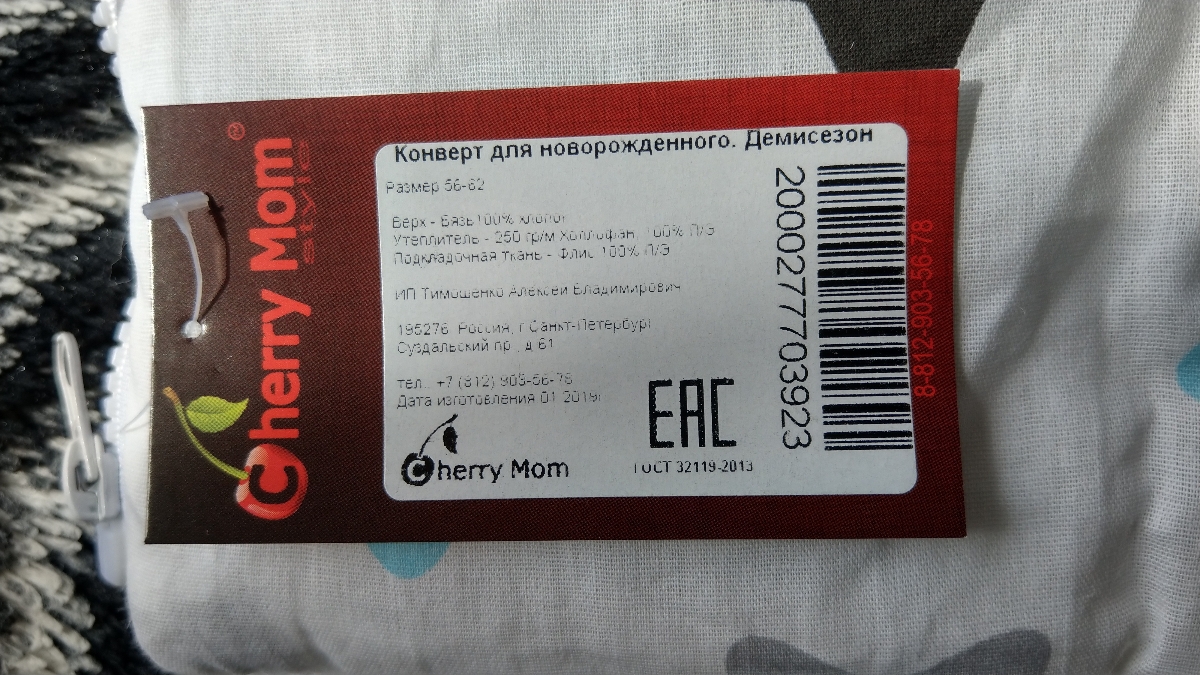 Cherry Mom ®
style
Конверт для новорожденного. Демисезон
Размер 56-62
Верх - Бязь 100% хлопок
Утеплитель - 250 гр/м Холлофан, 100% П/Э
Подкладочная ткань - Флис 100% П/Э
ИП Тимошенко Алексей Владимирович
195276, Россия, г.Санкт-Петербург
Суздальский пр., д.61
тел.: +7 (812) 903-56-78
Дата изготовления 01.2019г
Cherry Mom
EAC
ГОСТ 32119-2013
2000277703923
8-812-903-56-78